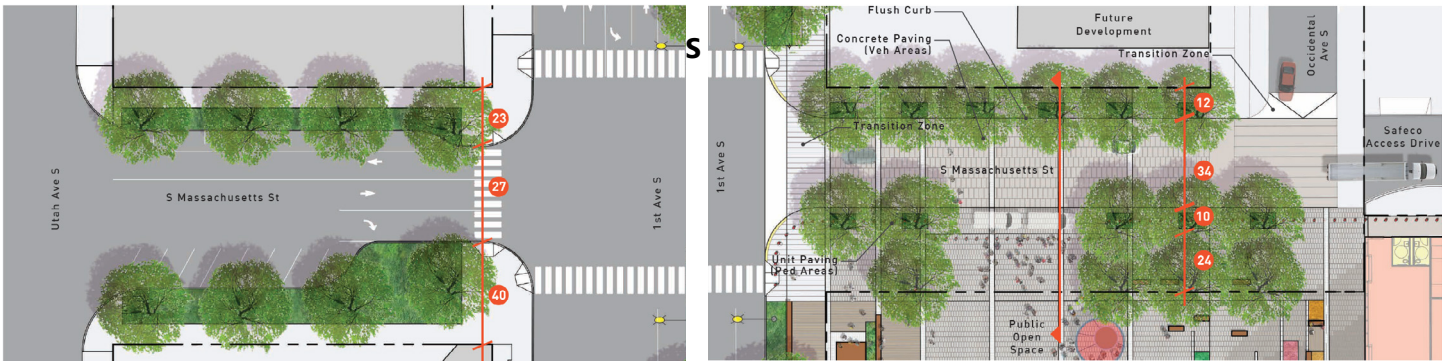 Utah Ave S
S Massachusetts St
23
27
40
1st Ave S
S
1st Ave S
Flush Curb
Concrete Paving
(Veh Areas)
Future
Development
Transition Zone
Occidental
Ave S
12
Transition Zone
Safeco
Access Drive
S Massachusetts St
34
10
Unit Paving
(Ped Areas)
24
Public
Open
Space